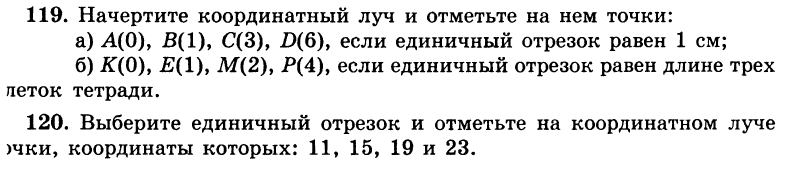 119. Начертите координатный луч и отметьте на нем точки:
а) A(0), B(1), C(3), D(6), если единичный отрезок равен 1 см;
б) K(0), E(1), M(2), P(4), если единичный отрезок равен длине трех
леток тетради.
120. Выберите единичный отрезок и отметьте на координатном луче
очки, координаты которых: 11, 15, 19 и 23.